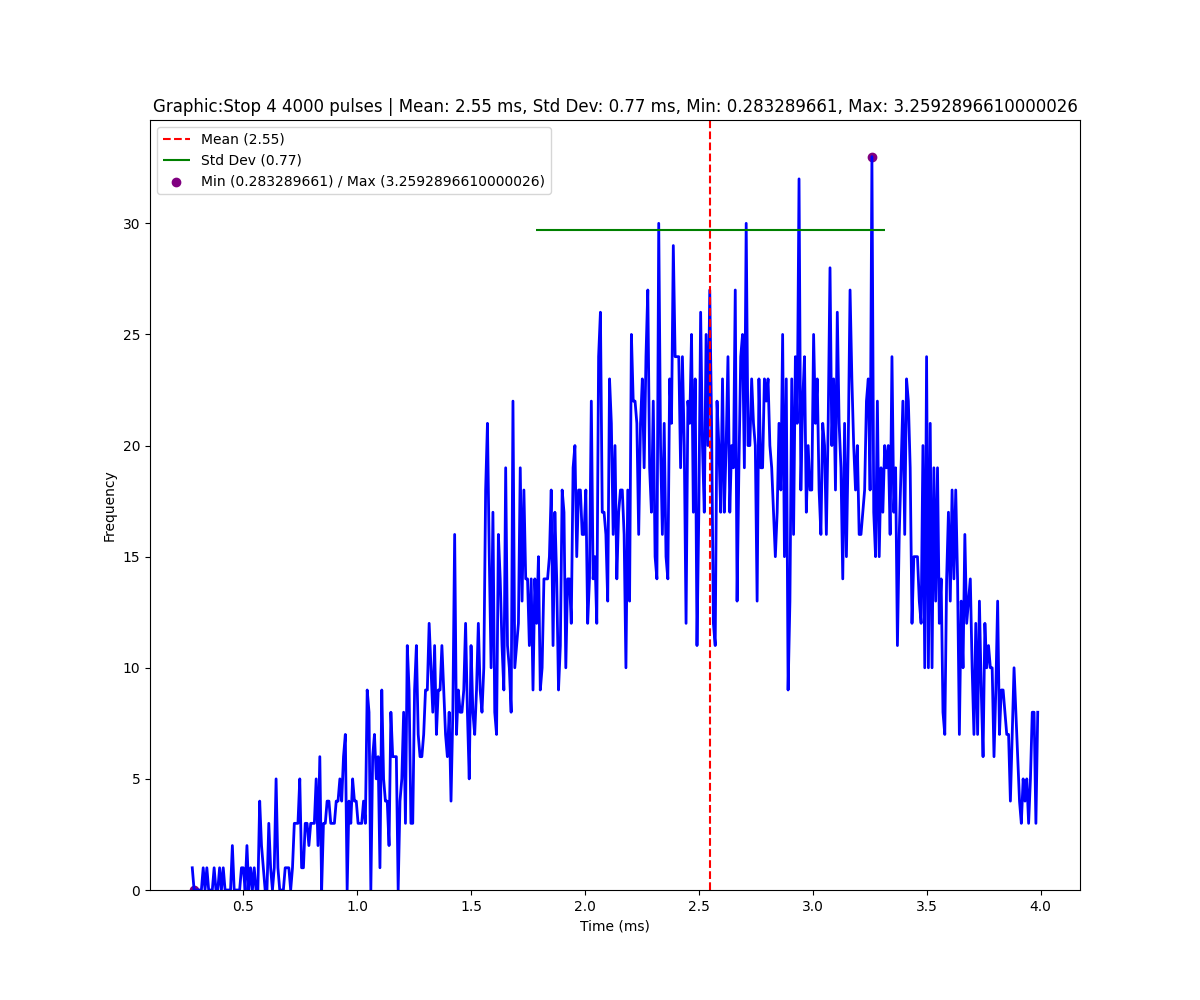 Graphic:Stop 4 4000 pulses | Mean: 2.55 ms, Std Dev: 0.77 ms, Min: 0.283289661, Max: 3.2592896610000026
Mean (2.55)
Std Dev (0.77)
Min (0.283289661) / Max (3.2592896610000026)
30
25
20
15
10
5
0
Frequency
0.5 1.0 1.5 2.0 2.5 3.0 3.5 4.0
Time (ms)